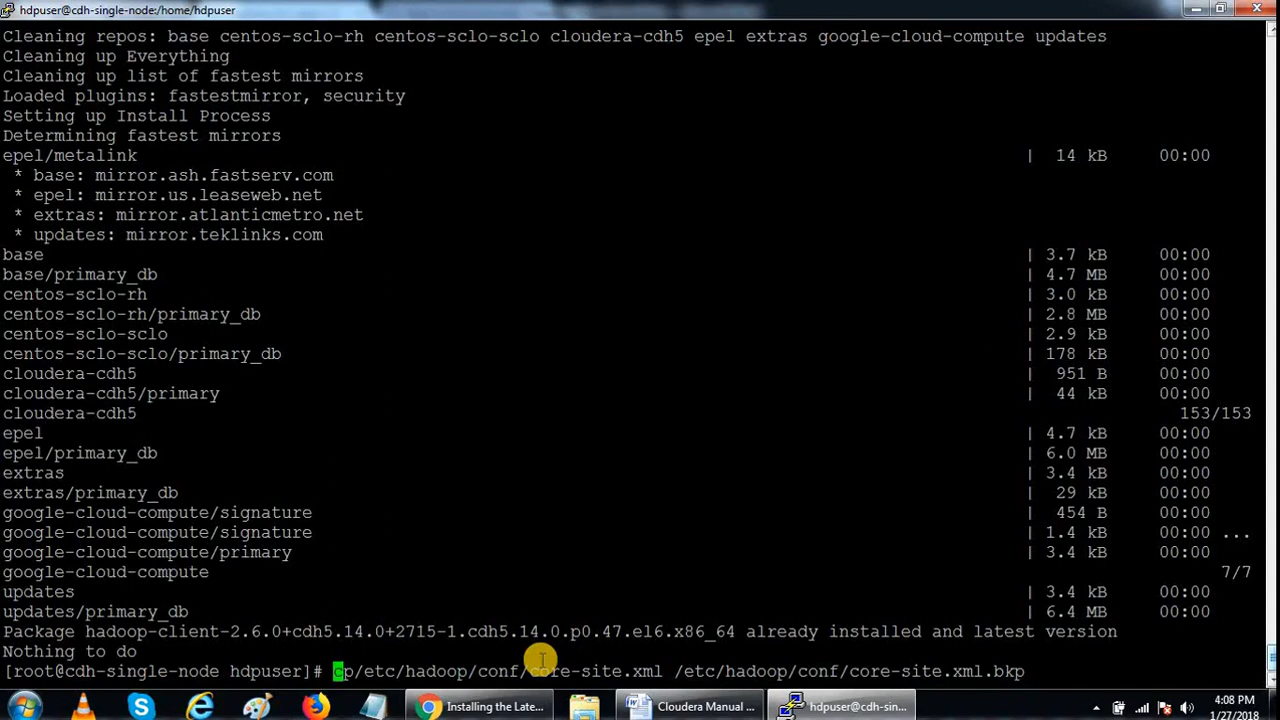 hdpuser@cdh-single-node:/home/hdpuser
Cleaning repos: base centos-sclo-rh centos-sclo-sclo cloudera-cdh5 epel extras google-cloud-compute updates
Cleaning up Everything
Cleaning up list of fastest mirrors
Loaded plugins: fastestmirror, security
Setting up Install Process
Determining fastest mirrors
epel/metalink | 14 kB 00:00
* base: mirror.ash.fastserv.com
* epel: mirror.us.leaseweb.net
* extras: mirror.atlanticmetro.net
* updates: mirror.teklinks.com
base | 3.7 kB 00:00
base/primary_db | 4.7 MB 00:00
centos-sclo-rh | 3.0 kB 00:00
centos-sclo-rh/primary_db | 2.8 MB 00:00
centos-sclo-sclo | 2.9 kB 00:00
centos-sclo-sclo/primary_db | 178 kB 00:00
cloudera-cdh5 | 951 B 00:00
cloudera-cdh5/primary | 44 kB 00:00
cloudera-cdh5 153/153
epel | 4.7 kB 00:00
epel/primary_db | 6.0 MB 00:00
extras | 3.4 kB 00:00
extras/primary_db | 29 kB 00:00
google-cloud-compute/signature | 454 B 00:00
google-cloud-compute/signature | 1.4 kB 00:00 ...
google-cloud-compute/primary | 3.4 kB 00:00
google-cloud-compute 7/7
updates | 3.4 kB 00:00
updates/primary_db | 6.4 MB 00:00
Package hadoop-client-2.6.0+cdh5.14.0+2715-1.cdh5.14.0.p0.47.el6.x86_64 already installed and latest version
Nothing to do
[root@cdh-single-node hdpuser]# cp/etc/hadoop/conf/core-site.xml /etc/hadoop/conf/core-site.xml.bkp
Installing the Late...
Cloudera Manual ...
hdpuser@cdh-sin...
4:08 PM
1/27/2018